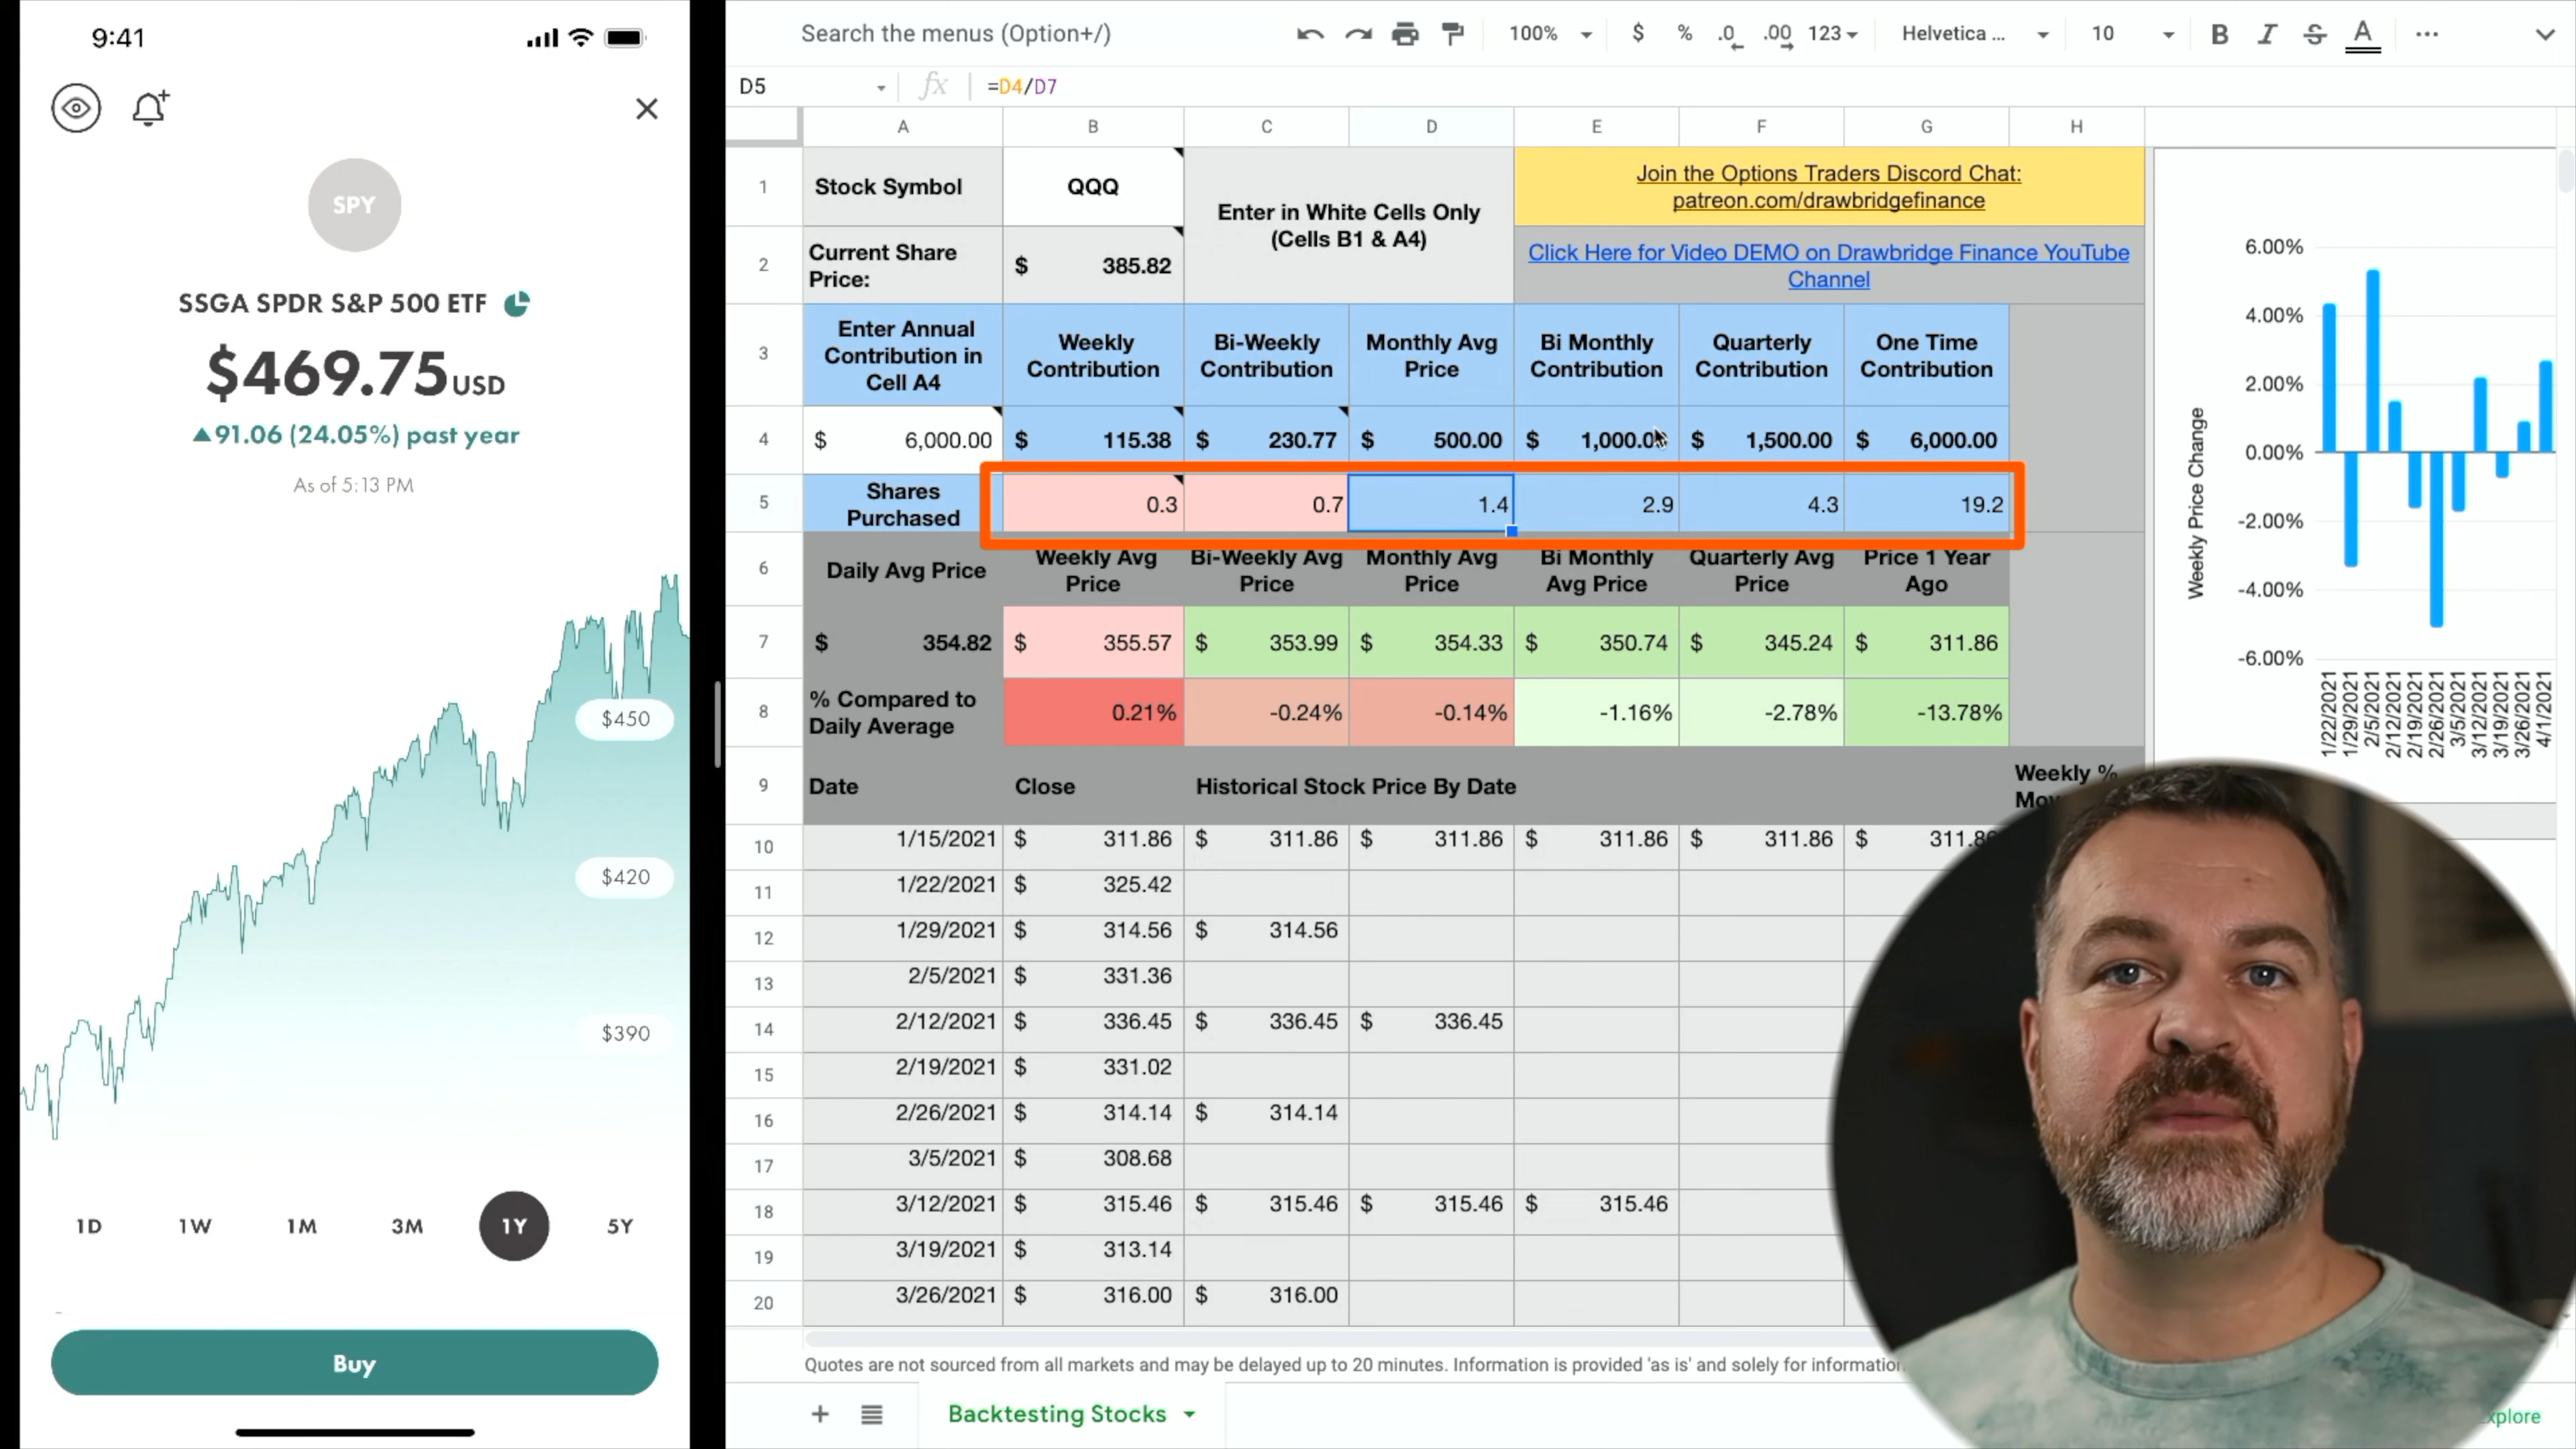 9:41
SPY
SSGA SPDR S&P 500 ETF
$469.75 USD
▲91.06 (24.05%) past year
As of 5:13 PM
$450
$420
$390
1D 1W 1M 3M 1Y 5Y
Buy
Search the menus (Option+/) 100% $ % .0 .00 123 Helvetica ... 10 B I S A ...
D5 fx =D4/D7
A B C D E F G H
1 Stock Symbol QQQ
Enter in White Cells Only
(Cells B1 & A4)
Join the Options Traders Discord Chat:
patreon.com/drawbridgefinance
2 Current Share
Price: $ 385.82
Click Here for Video DEMO on Drawbridge Finance YouTube
Channel
3 Enter Annual
Contribution in
Cell A4
Weekly
Contribution
Bi-Weekly
Contribution
Monthly Avg
Price
Bi Monthly
Contribution
Quarterly
Contribution
One Time
Contribution
4 $ 6,000.00 $ 115.38 $ 230.77 $ 500.00 $ 1,000.0 $ 1,500.00 $ 6,000.00
5 Shares
Purchased 0.3 0.7 1.4 2.9 4.3 19.2
6 Daily Avg Price
Weekly Avg
Price
Bi-Weekly Avg
Price
Monthly Avg
Price
Bi Monthly
Avg Price
Quarterly Avg
Price
Price 1 Year
Ago
7 $ 354.82 $ 355.57 $ 353.99 $ 354.33 $ 350.74 $ 345.24 $ 311.86
8 % Compared to
Daily Average 0.21% -0.24% -0.14% -1.16% -2.78% -13.78%
9 Date Close Historical Stock Price By Date
Weekly %
10 1/15/2021 $ 311.86 $ 311.86 $ 311.86 $ 311.86 $ 311.86 $ 311.86
11 1/22/2021 $ 325.42
12 1/29/2021 $ 314.56 $ 314.56
13 2/5/2021 $ 331.36
14 2/12/2021 $ 336.45 $ 336.45 $ 336.45
15 2/19/2021 $ 331.02
16 2/26/2021 $ 314.14 $ 314.14
17 3/5/2021 $ 308.68
18 3/12/2021 $ 315.46 $ 315.46 $ 315.46 $ 315.46
19 3/19/2021 $ 313.14
20 3/26/2021 $ 316.00 $ 316.00
Weekly Price Change
6.00%
4.00%
2.00%
0.00%
-2.00%
-4.00%
-6.00%
1/22/2021
1/29/2021
2/5/2021
2/12/2021
2/19/2021
2/26/2021
3/5/2021
3/12/2021
3/19/2021
3/26/2021
4/1/2021
Quotes are not sourced from all markets and may be delayed up to 20 minutes. Information is provided 'as is' and solely for
+ Backtesting Stocks